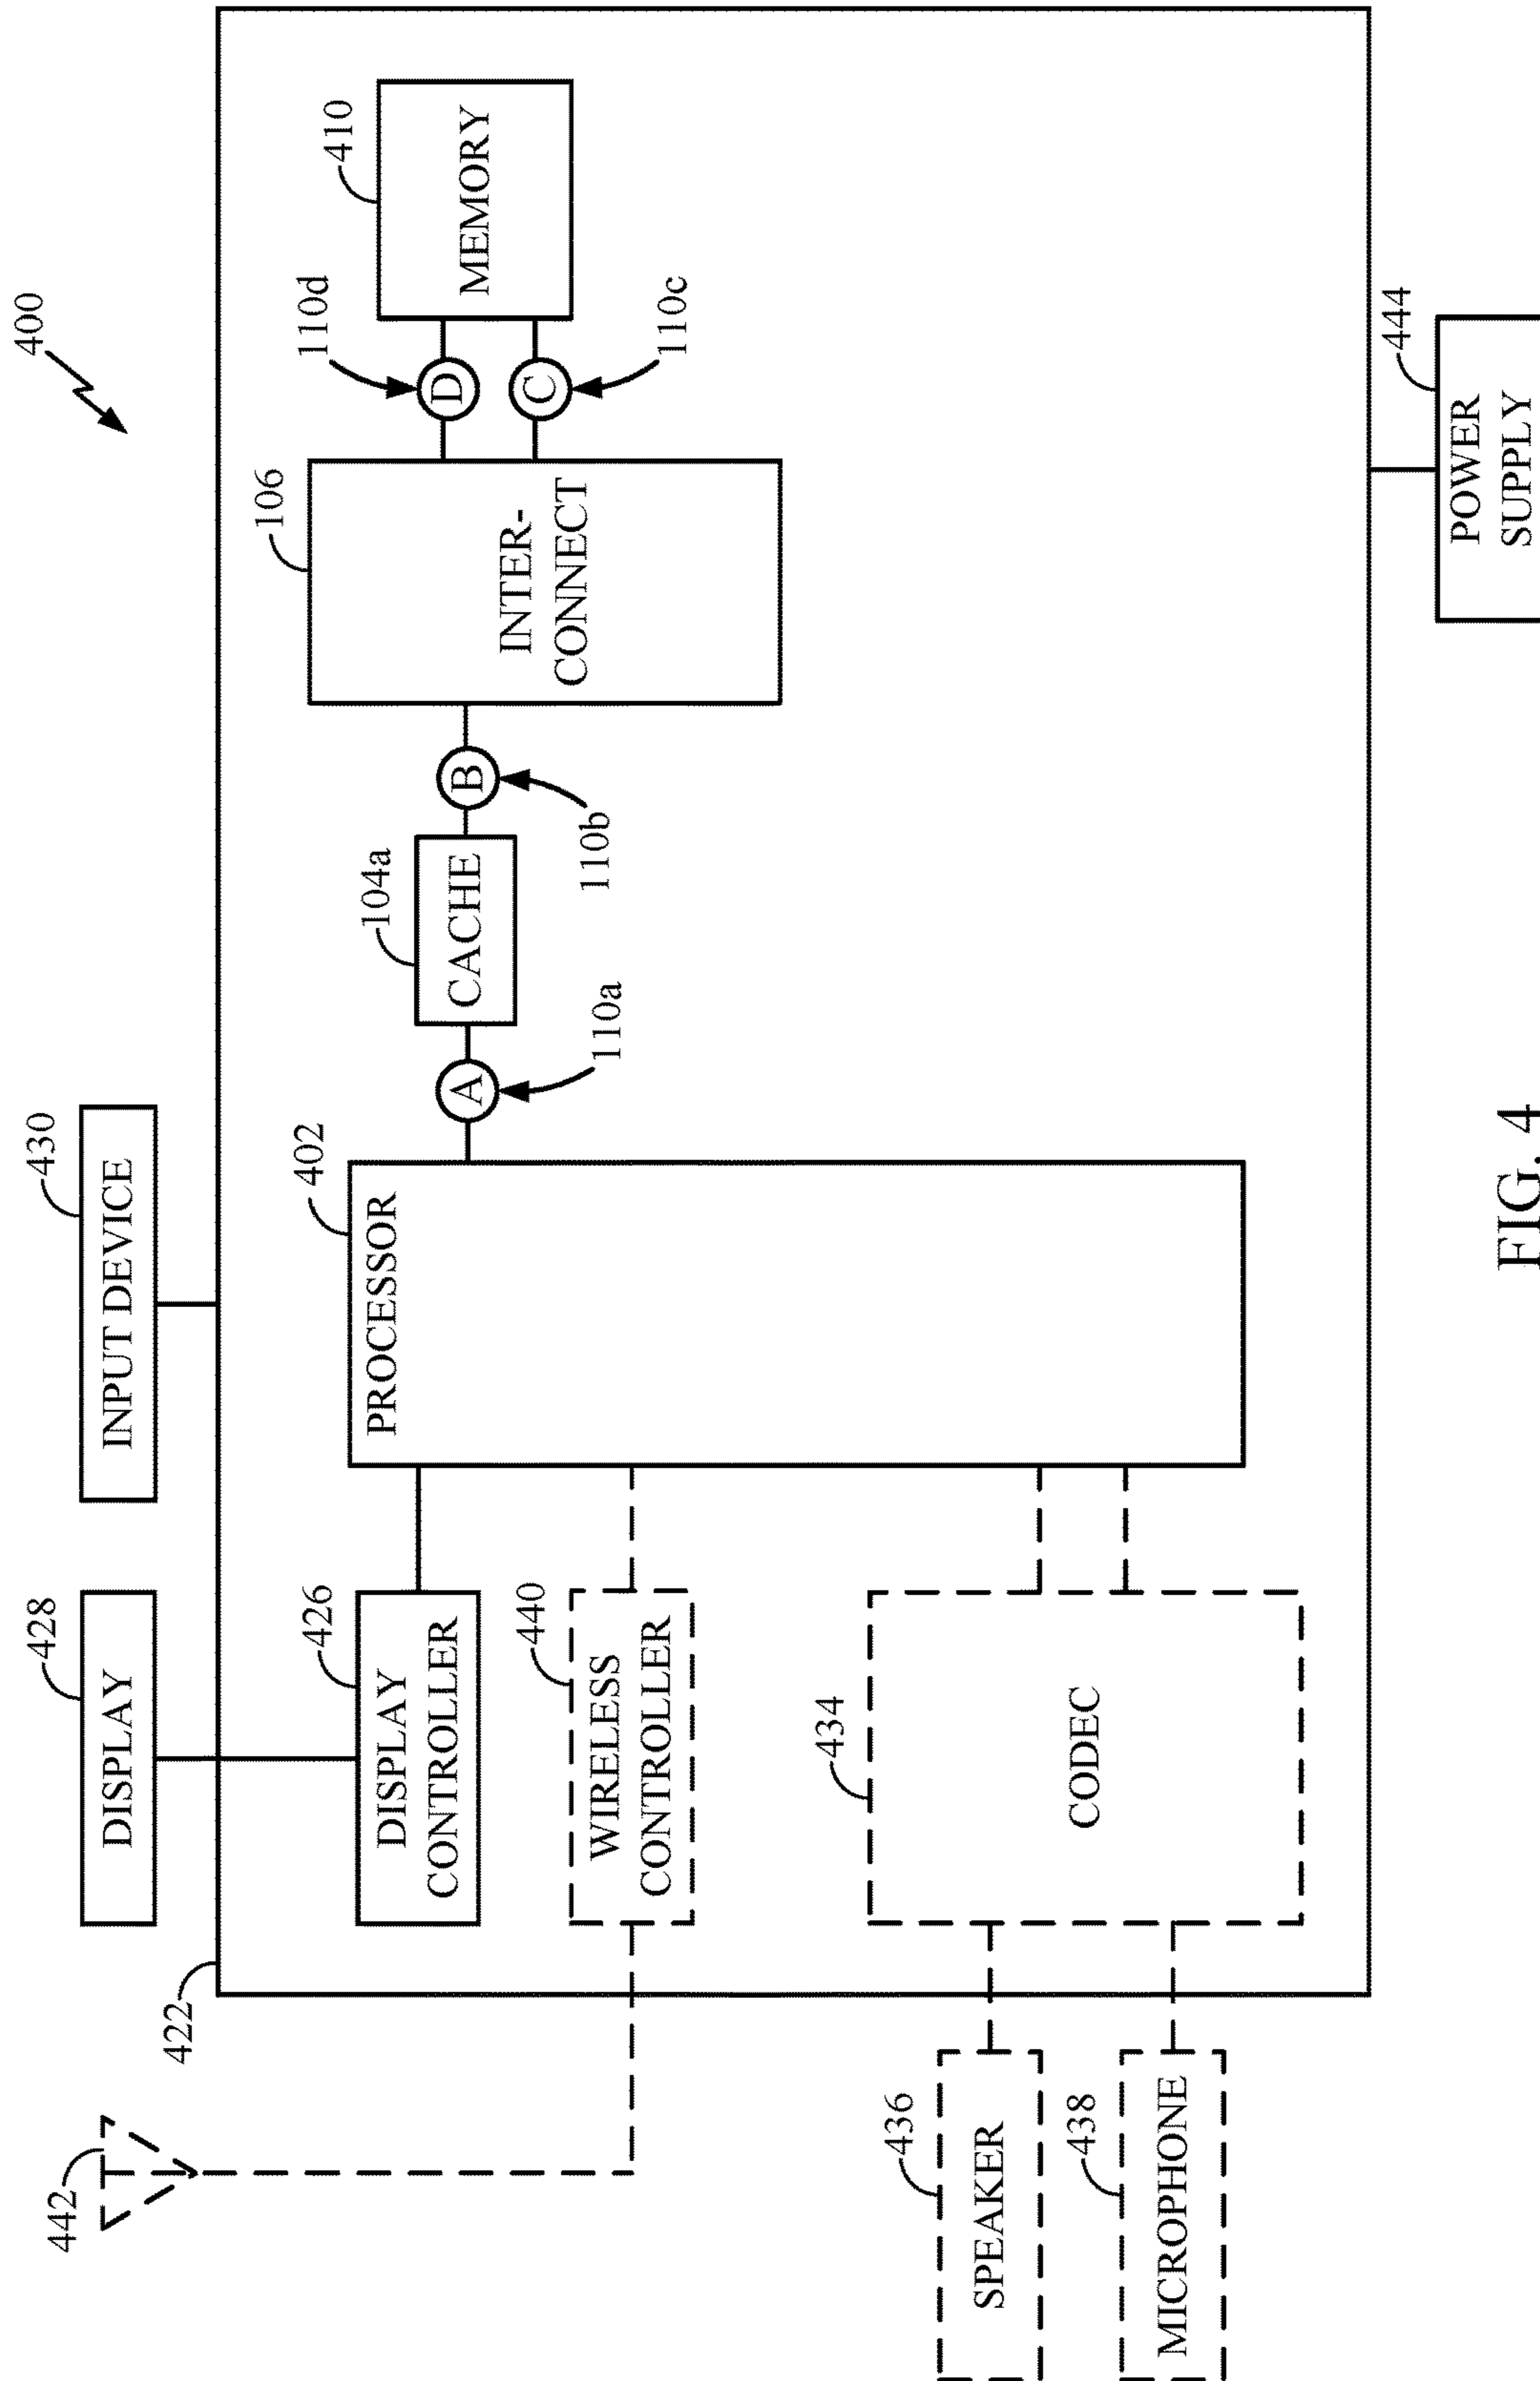 400
428
DISPLAY
430
INPUT DEVICE
442
422
426
DISPLAY
CONTROLLER
402
PROCESSOR
A
110a
104a
CACHE
B
110b
106
INTER-
CONNECT
110d
D
C
110c
410
MEMORY
440
WIRELESS
CONTROLLER
434
CODEC
436
SPEAKER
438
MICROPHONE
444
POWER
SUPPLY
FIG. 4